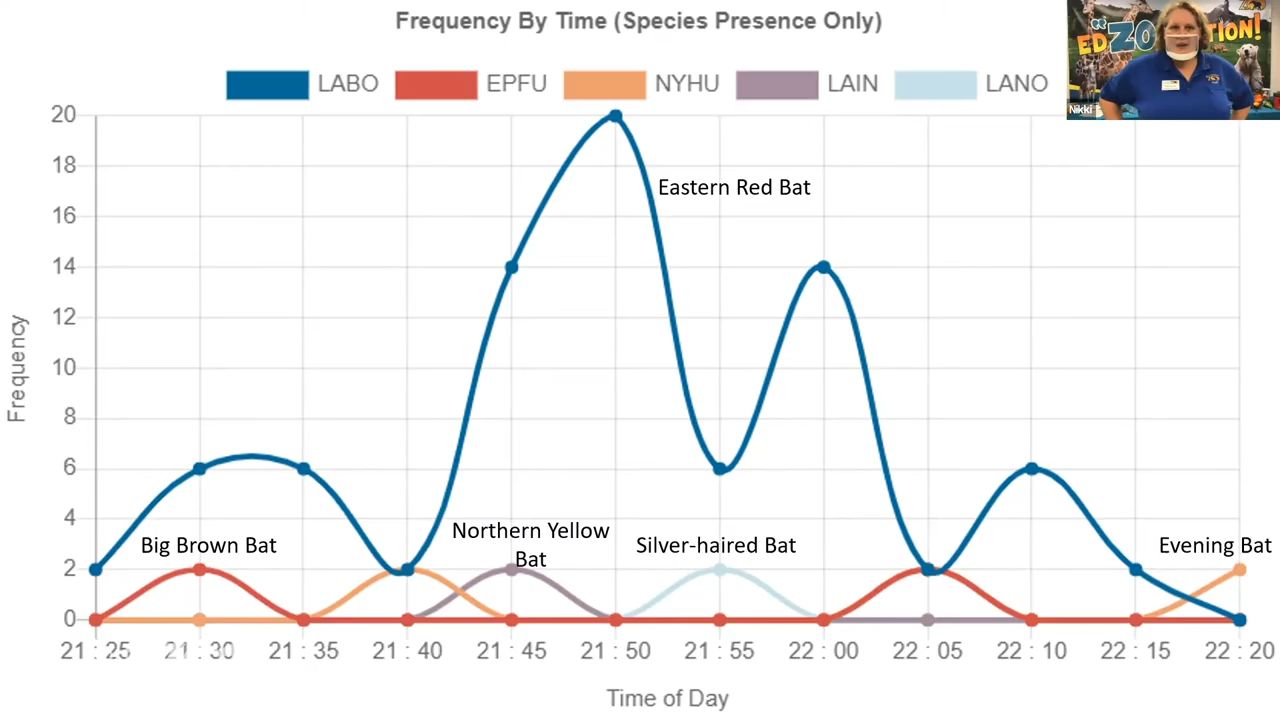 Frequency By Time (Species Presence Only)
LABO EPFU NYHU LAIN LANO
20
18
16
14
12
10
8
6
4
2
0
Frequency
Eastern Red Bat
Big Brown Bat
Northern Yellow
Bat
Silver-haired Bat
Evening Bat
21 : 25 21 : 30 21 : 35 21 : 40 21 : 45 21 : 50 21 : 55 22 : 00 22 : 05 22 : 10 22 : 15 22 : 20
Time of Day
Nikki